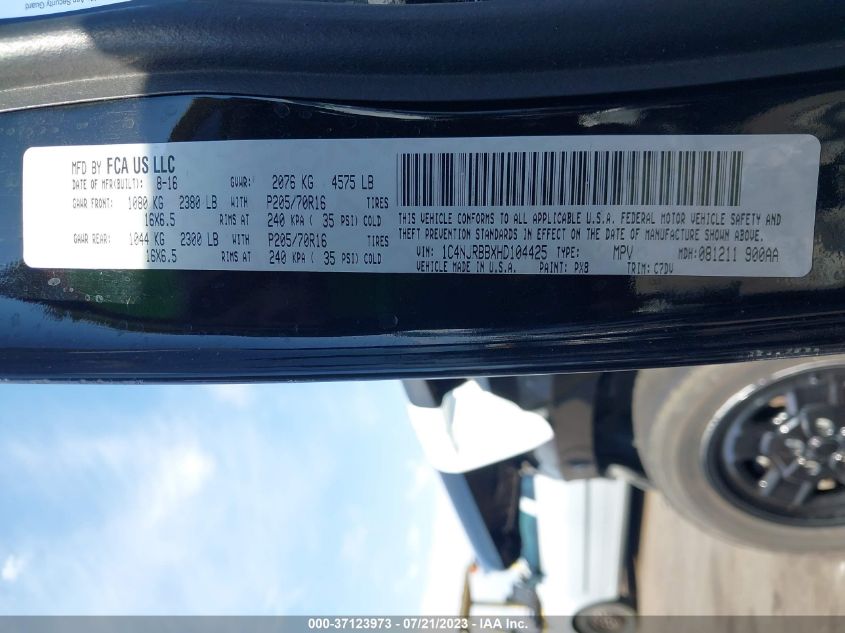 Security Guard
MFD BY FCA US LLC
DATE OF MFR(BUILT): 8-16 GVWR: 2076 KG 4575 LB
GAWR FRONT: 1080 KG 2380 LB WITH P205/70R16 TIRES
16X6.5 RIMS AT 240 KPA ( 35 PSI) COLD
GAWR REAR: 1044 KG 2300 LB WITH P205/70R16 TIRES
16X6.5 RIMS AT 240 KPA ( 35 PSI) COLD
THIS VEHICLE CONFORMS TO ALL APPLICABLE U.S.A. FEDERAL MOTOR VEHICLE SAFETY AND
THEFT PREVENTION STANDARDS IN EFFECT ON THE DATE OF MANUFACTURE SHOWN ABOVE.
VIN: 1C4NJRBBXHD104425 TYPE: MPV MDH: 081211 900AA
VEHICLE MADE IN U.S.A. PAINT: PX8 TRIM: C7DV
000-37123973 - 07/21/2023 - IAAI.COM